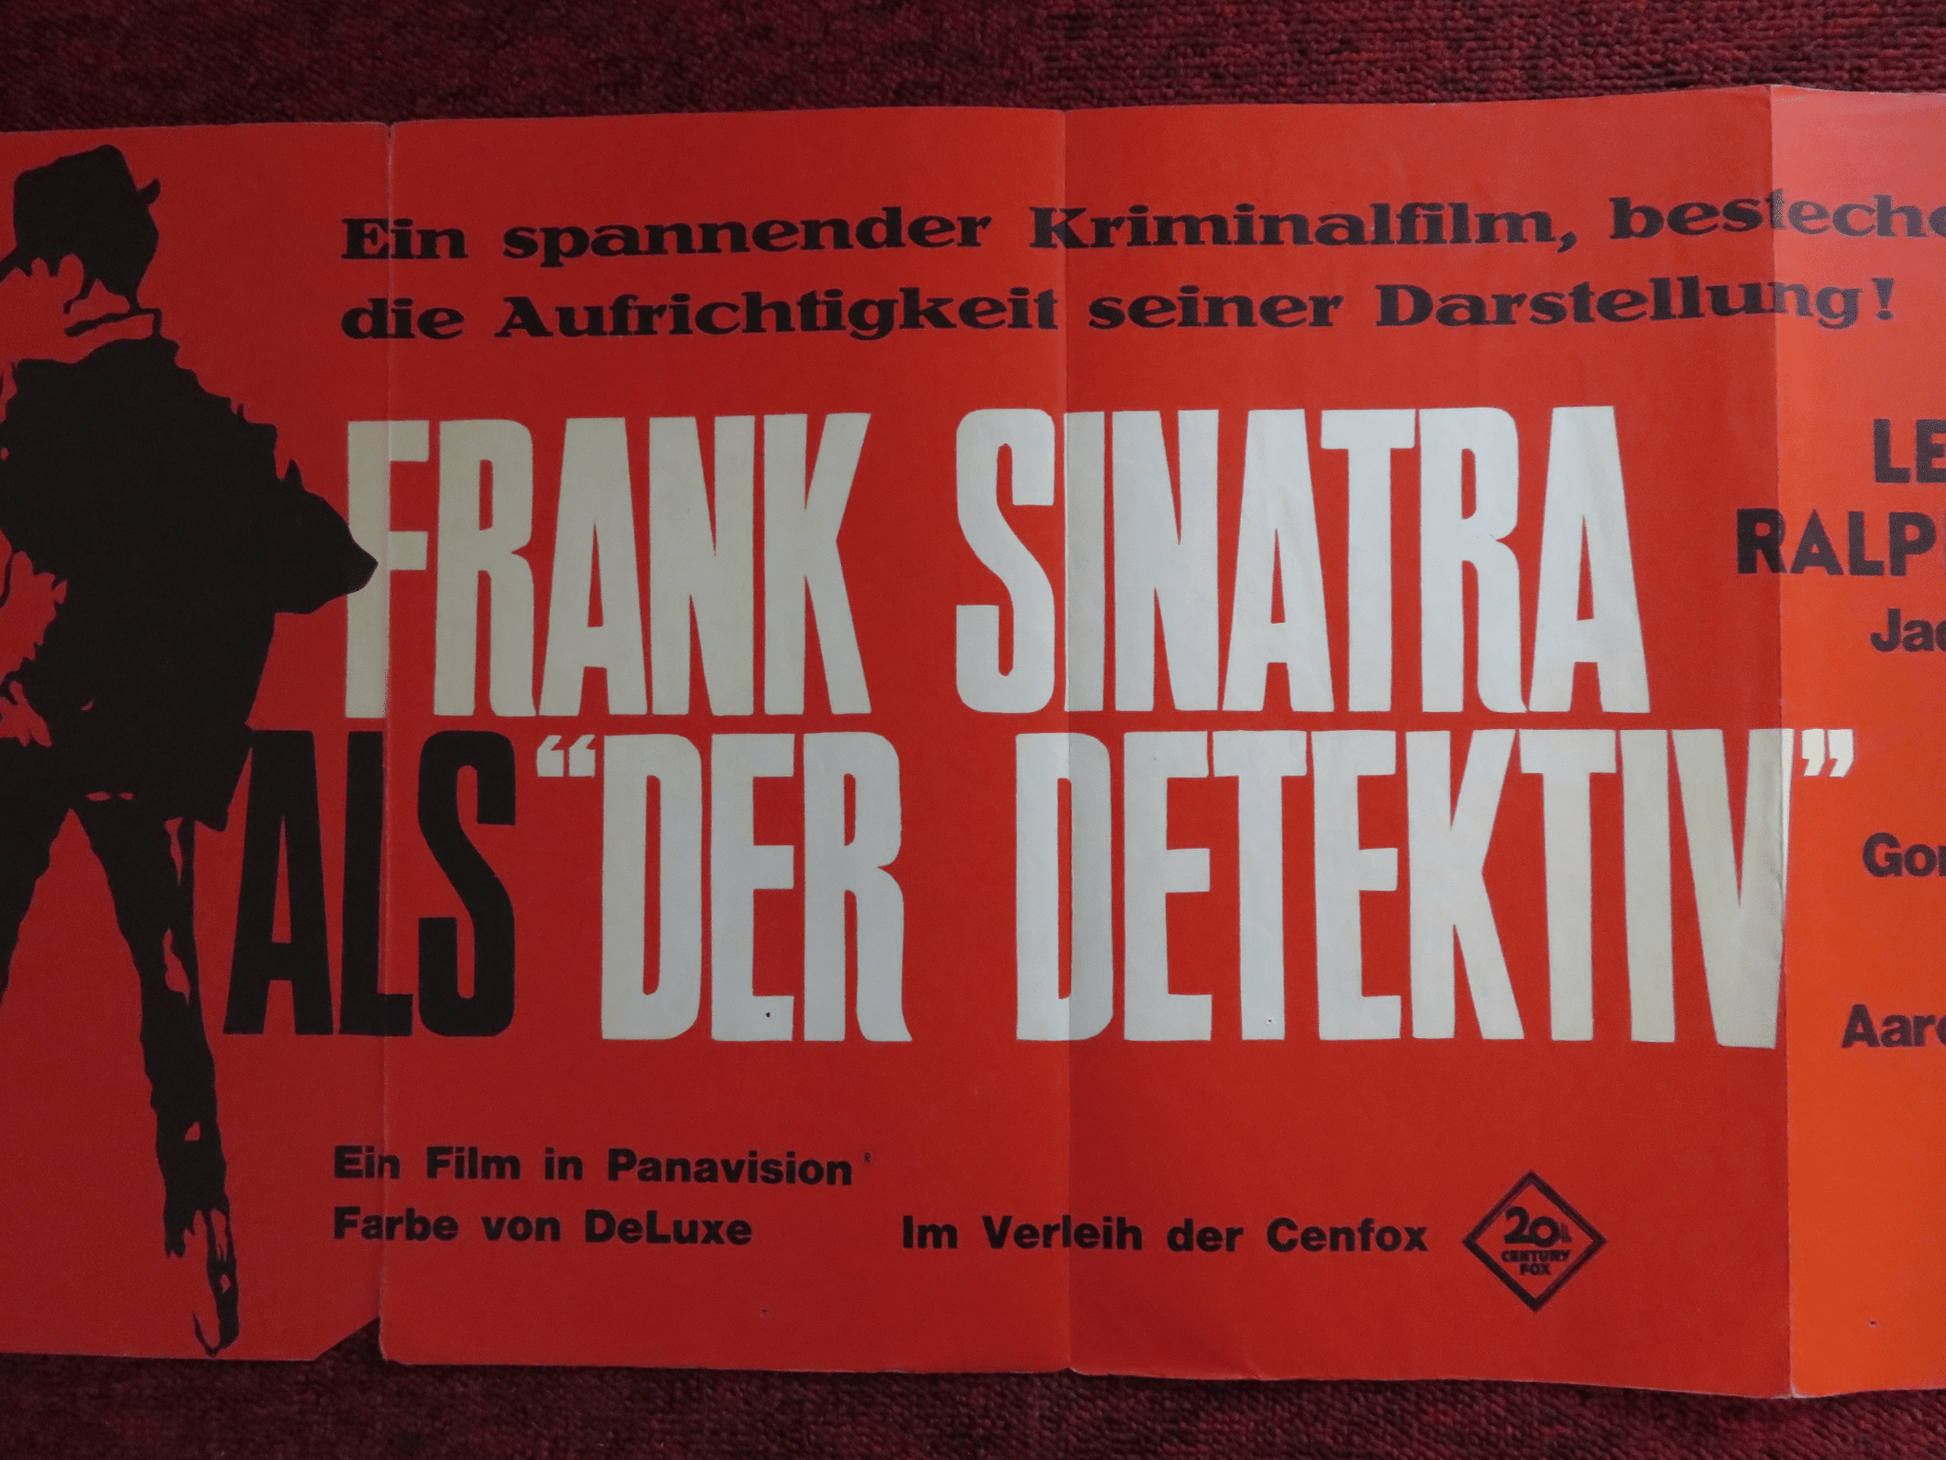 Ein spannender Kriminalfilm,
die Aufrichtigkeit seiner Darstellung!
FRANK SINATRA
ALS “DER DETEKTIV”
Ein Film in Panavision ®
Farbe von DeLuxe
Im Verleih der Cenfox
20th
CENTURY
FOX